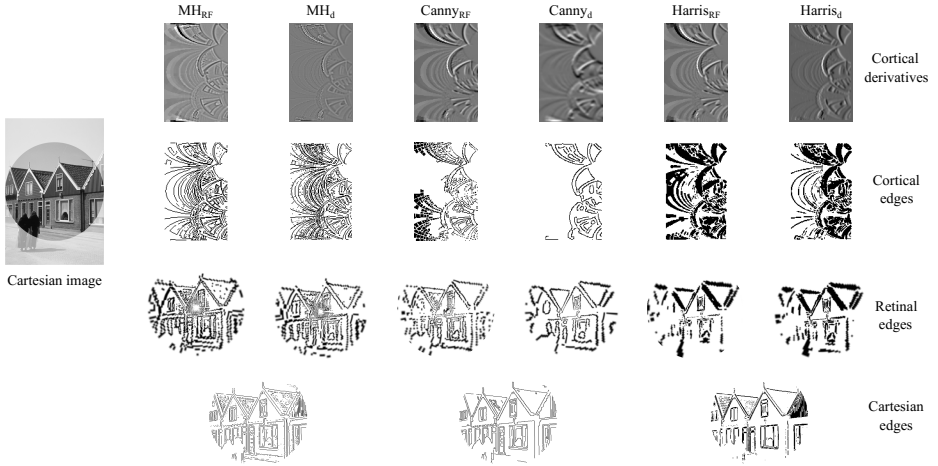 MH_RF MH_d Canny_RF Canny_d Harris_RF Harris_d
Cortical
derivatives
Cortical
edges
Cartesian image
Retinal
edges
Cartesian
edges